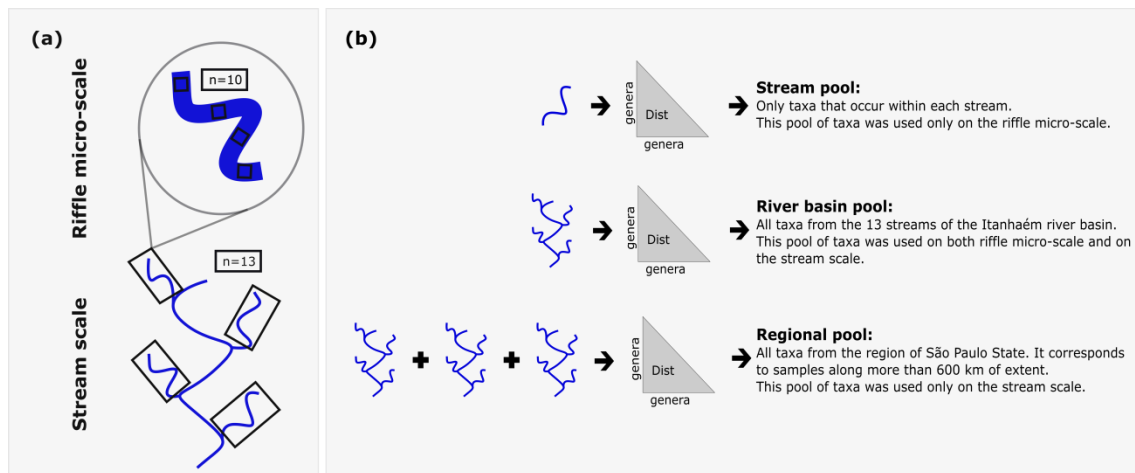 (a)
Riffle micro-scale
n=10
n=13
Stream scale
(b)
genera
Dist
genera
Stream pool:
Only taxa that occur within each stream.
This pool of taxa was used only on the riffle micro-scale.
genera
Dist
genera
River basin pool:
All taxa from the 13 streams of the Itanhaém river basin.
This pool of taxa was used on both riffle micro-scale and on
the stream scale.
genera
Dist
genera
Regional pool:
All taxa from the region of São Paulo State. It corresponds
to samples along more than 600 km of extent.
This pool of taxa was used only on the stream scale.